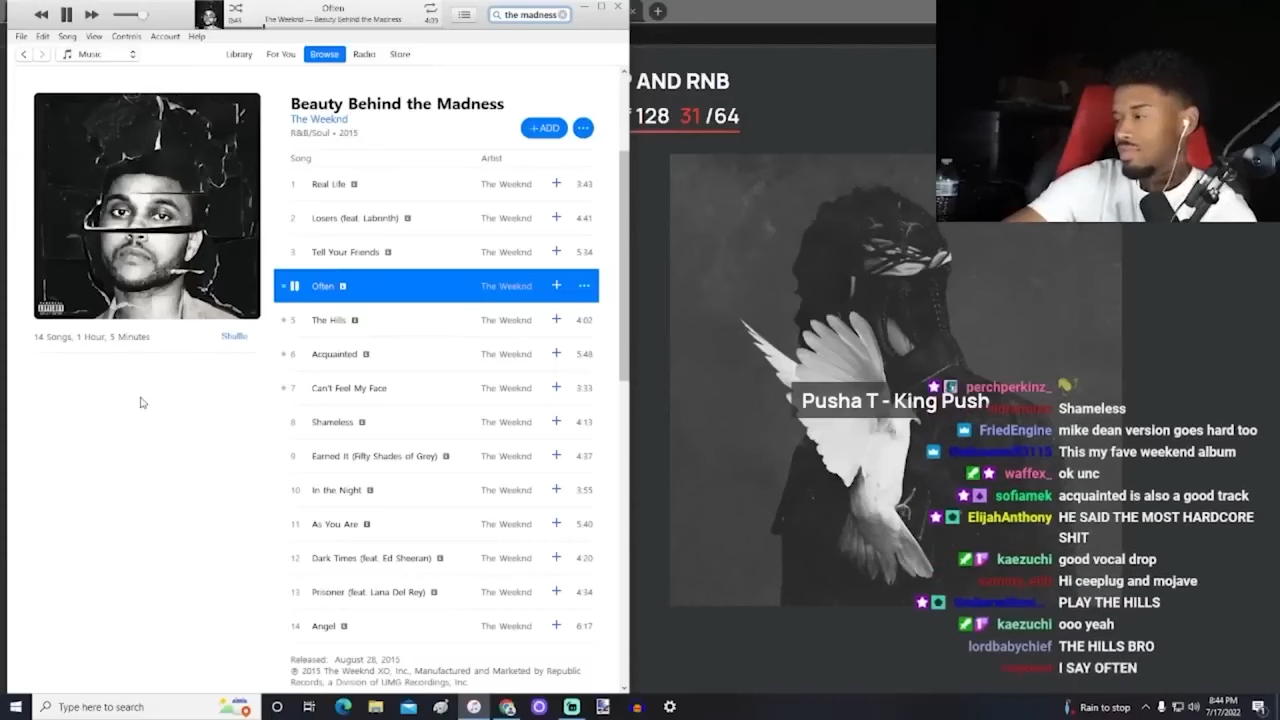 Often
the madness
0:43
The Weeknd — Beauty Behind the Madness
4:09
File Edit Song View Controls Account Help
Music
Library For You Browse Radio Store
Beauty Behind the Madness
The Weeknd
R&B/Soul • 2015
+ ADD
Song Artist
1 Real Life The Weeknd 3:43
2 Losers (feat. Labrinth) The Weeknd 4:41
3 Tell Your Friends The Weeknd 5:34
Often The Weeknd
5 The Hills The Weeknd 4:02
6 Acquainted The Weeknd 5:48
7 Can't Feel My Face The Weeknd 3:33
8 Shameless The Weeknd 4:13
9 Earned It (Fifty Shades of Grey) The Weeknd 4:37
10 In the Night The Weeknd 3:55
11 As You Are The Weeknd 5:40
12 Dark Times (feat. Ed Sheeran) The Weeknd 4:20
13 Prisoner (feat. Lana Del Rey) The Weeknd 4:34
14 Angel The Weeknd 6:17
14 Songs, 1 Hour, 5 Minutes
Shuffle
Released: August 28, 2015
℗ 2015 The Weeknd XO, Inc., Manufactured and Marketed by Republic
Records, a Division of UMG Recordings, Inc.
AND RNB
128 31 /64
Pusha T - King Push
perchperkinz_
Shameless
FriedEngine mike dean version goes hard too
this is my fav weekend album
waffex_ ok unc
sofiamek acquainted is also a good track
ElijahAnthony HE SAID THE MOST HARDCORE
SHIT
kaezuchi good vocal drop
Hi ceeplug and mojave
PLAY THE HILLS
kaezuchi ooo yeah
lordbabychief THE HILLS BRO
I SAY OFTEN
Type here to search
Rain to stop
8:44 PM
7/17/2022